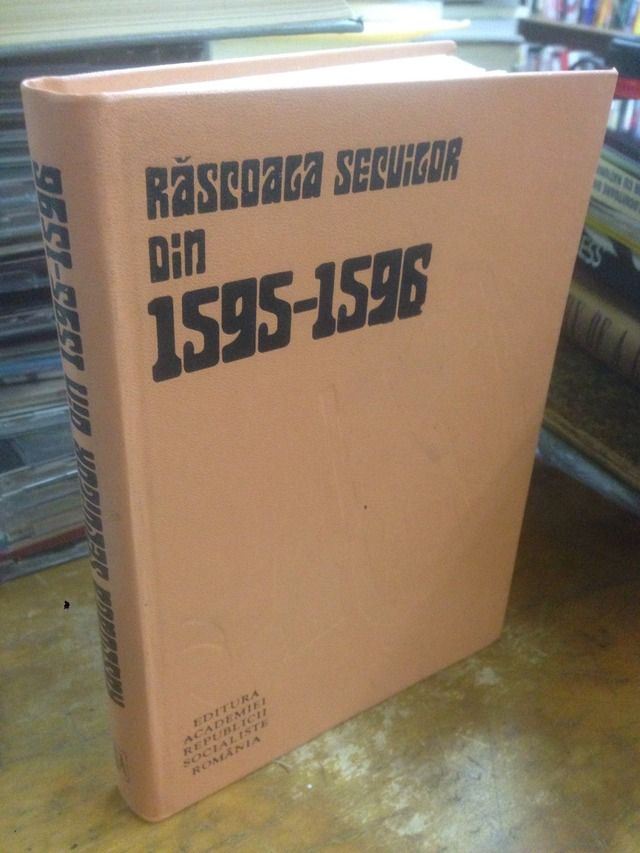 RĂSCOALA SECUILOR
DIN
1595-1596
EDITURA
ACADEMIEI
REPUBLICII
SOCIALISTE
ROMÂNIA
RĂSCOALA SECUILOR DIN 1595-1596